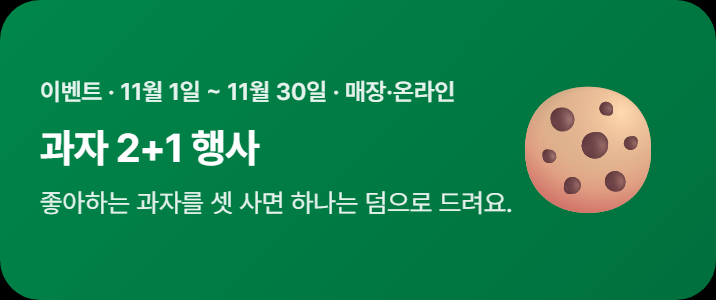 이벤트 · 11월 1일 ~ 11월 30일 · 매장·온라인
과자 2+1 행사
좋아하는 과자를 셋 사면 하나는 덤으로 드려요.